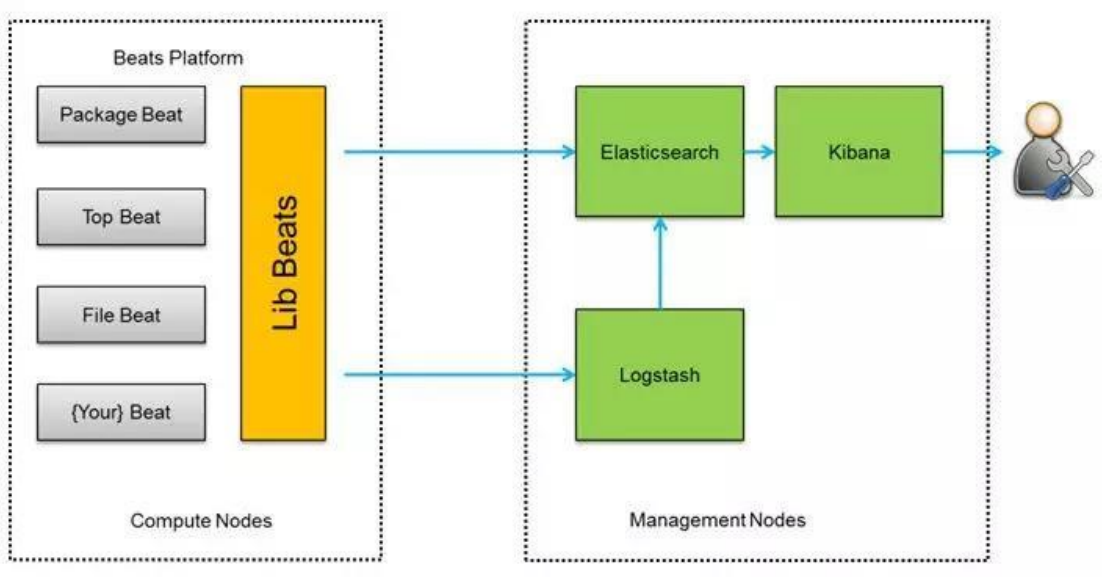 Beats Platform
Package Beat
Top Beat
File Beat
{Your} Beat
Lib Beats
Compute Nodes
Elasticsearch
Kibana
Logstash
Management Nodes